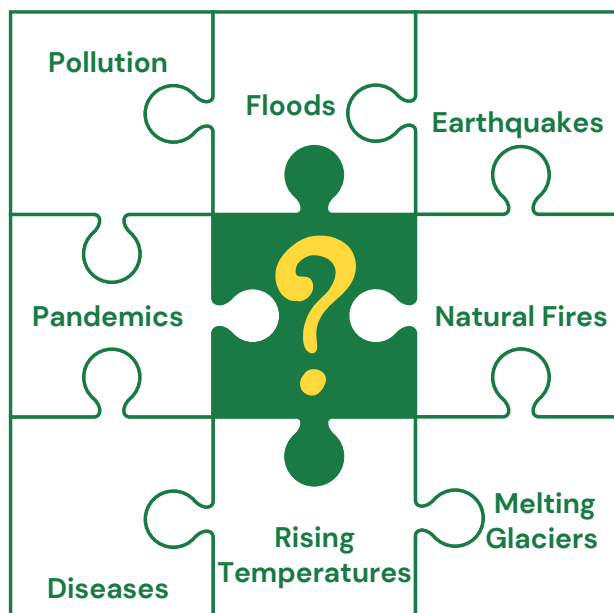 Pollution
Floods
Earthquakes
Pandemics
?
Natural Fires
Diseases
Rising
Temperatures
Melting
Glaciers